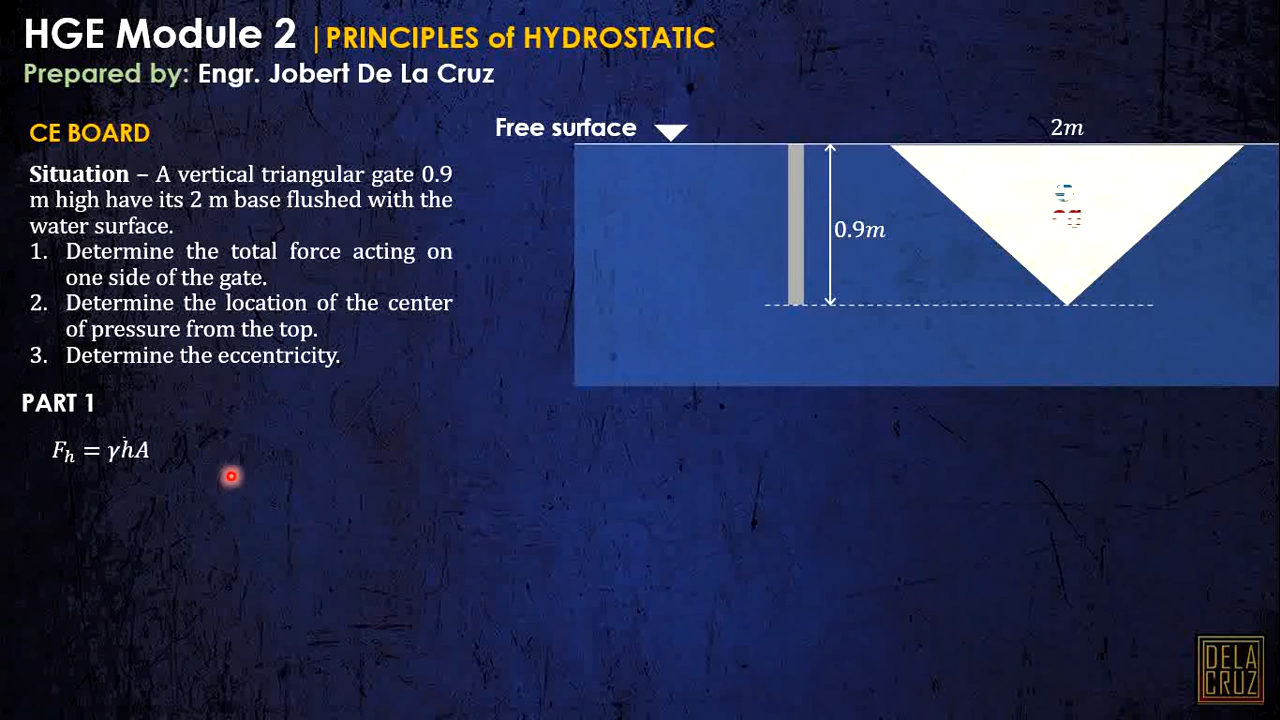 HGE Module 2 | PRINCIPLES of HYDROSTATIC
Prepared by: Engr. Jobert De La Cruz
CE BOARD
Situation – A vertical triangular gate 0.9
m high have its 2 m base flushed with the
water surface.
1. Determine the total force acting on
one side of the gate.
2. Determine the location of the center
of pressure from the top.
3. Determine the eccentricity.
PART 1
Fₕ = γh̄A
Free surface
2m
0.9m
DELA
CRUZ